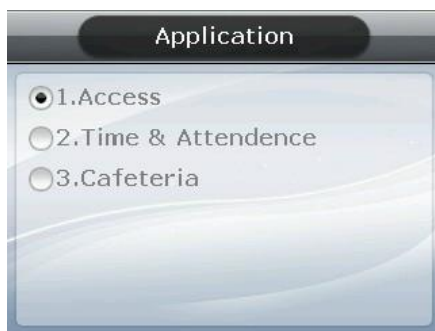 Application
1.Access
2.Time & Attendence
3.Cafeteria